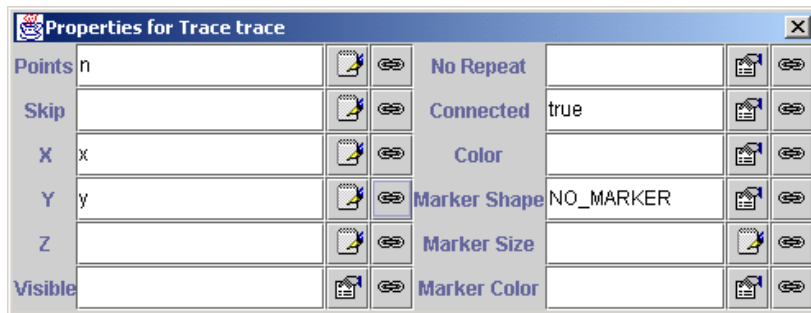 Properties for Trace trace
Points n No Repeat
Skip Connected true
X x Color
Y y Marker Shape NO_MARKER
Z Marker Size
Visible Marker Color